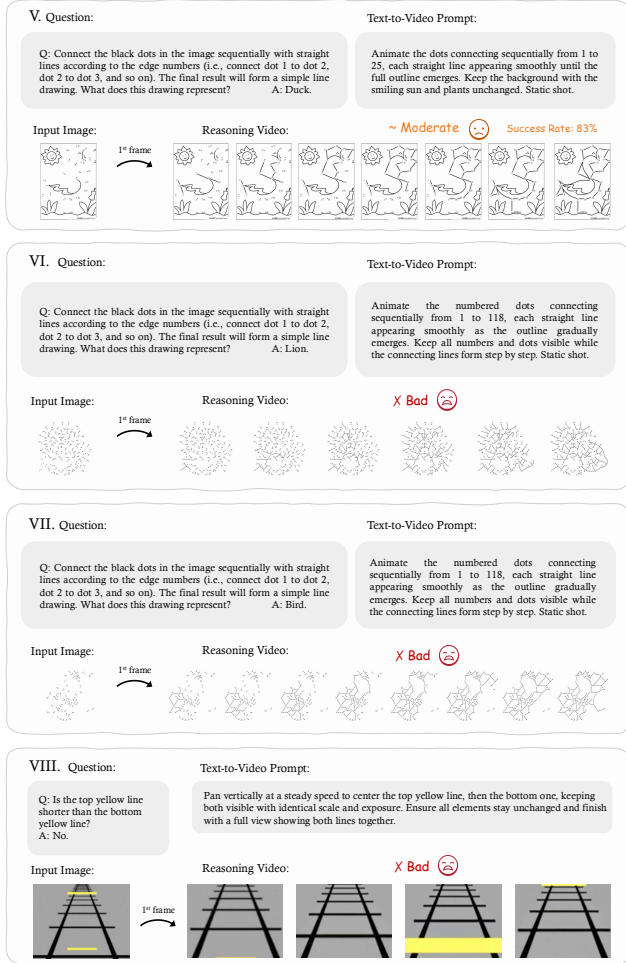 V. Question:
Text-to-Video Prompt:
Q: Connect the black dots in the image sequentially with straight
lines according to the edge numbers (i.e., connect dot 1 to dot 2,
dot 2 to dot 3, and so on). The final result will form a simple line
drawing. What does this drawing represent? A: Duck.
Animate the dots connecting sequentially from 1 to
25, each straight line appearing smoothly until the
full outline emerges. Keep the background with the
smiling sun and plants unchanged. Static shot.
Input Image:
1st frame
Reasoning Video:
~ Moderate
Success Rate: 83%
VI. Question:
Text-to-Video Prompt:
Q: Connect the black dots in the image sequentially with straight
lines according to the edge numbers (i.e., connect dot 1 to dot 2,
dot 2 to dot 3, and so on). The final result will form a simple line
drawing. What does this drawing represent? A: Lion.
Animate the numbered dots connecting
sequentially from 1 to 118, each straight line
appearing smoothly as the outline gradually
emerges. Keep all numbers and dots visible while
the connecting lines form step by step. Static shot.
Input Image:
1st frame
Reasoning Video:
✗ Bad
VII. Question:
Text-to-Video Prompt:
Q: Connect the black dots in the image sequentially with straight
lines according to the edge numbers (i.e., connect dot 1 to dot 2,
dot 2 to dot 3, and so on). The final result will form a simple line
drawing. What does this drawing represent? A: Bird.
Animate the numbered dots connecting
sequentially from 1 to 118, each straight line
appearing smoothly as the outline gradually
emerges. Keep all numbers and dots visible while
the connecting lines form step by step. Static shot.
Input Image:
1st frame
Reasoning Video:
✗ Bad
VIII. Question:
Text-to-Video Prompt:
Q: Is the top yellow line
shorter than the bottom
yellow line?
A: No.
Pan vertically at a steady speed to center the top yellow line, then the bottom one, keeping
both visible with identical scale and exposure. Ensure all elements stay unchanged and finish
with a full view showing both lines together.
Input Image:
1st frame
Reasoning Video:
✗ Bad